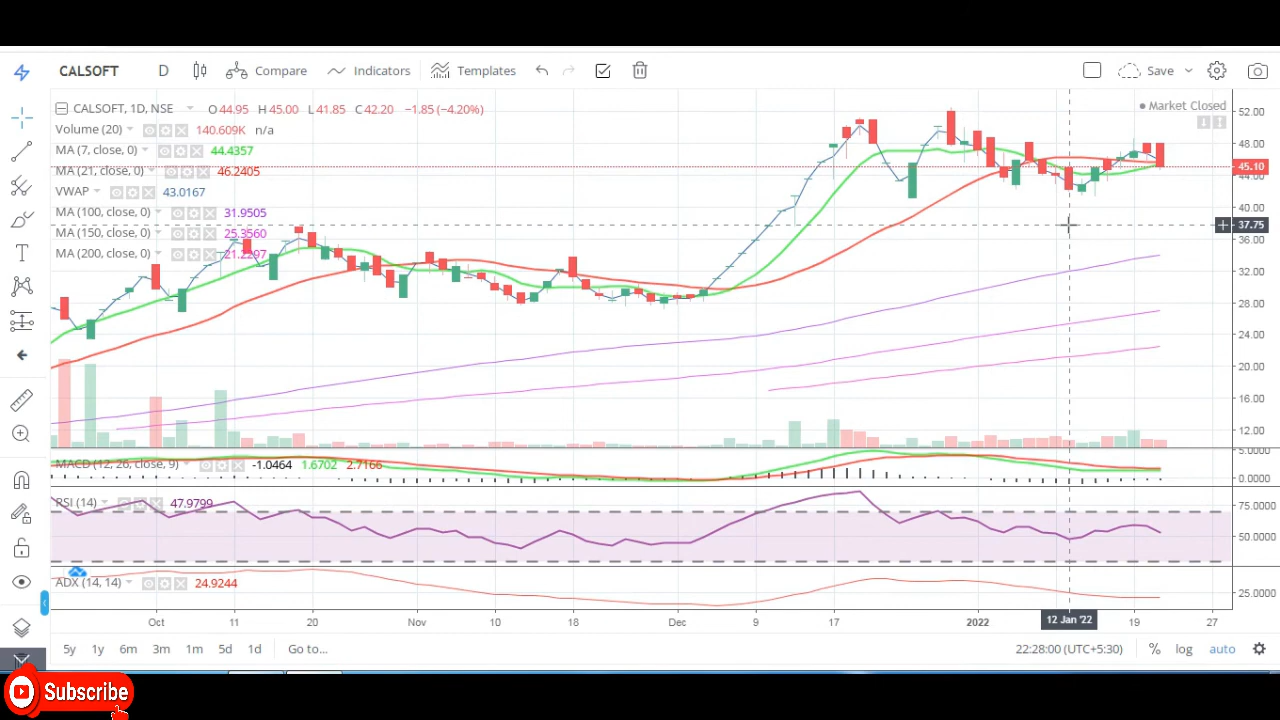 CALSOFT D Compare Indicators Templates Save
CALSOFT, 1D, NSE O 44.95 H 45.00 L 41.85 C 42.20 −1.85 (−4.20%)
Market Closed
Volume (20) 140.609K n/a
MA (7, close, 0) 44.4357
MA (21, close, 0) 46.2405
VWAP 43.0167
MA (100, close, 0) 31.9505
MA (150, close, 0) 25.3560
MA (200, close, 0) 21.2297
52.00
48.00
45.10
44.00
40.00
37.75
36.00
32.00
28.00
24.00
20.00
16.00
12.00
MACD (12, 26, close, 9) -1.0464 1.6702 2.7166
5.0000
0.0000
RSI (14) 47.9799
75.0000
50.0000
ADX (14, 14) 24.9244
25.0000
Oct 11 20 Nov 10 18 Dec 9 17 2022 12 Jan '22 19 27
5y 1y 6m 3m 1m 5d 1d Go to... 22:28:00 (UTC+5:30) % log auto
Subscribe